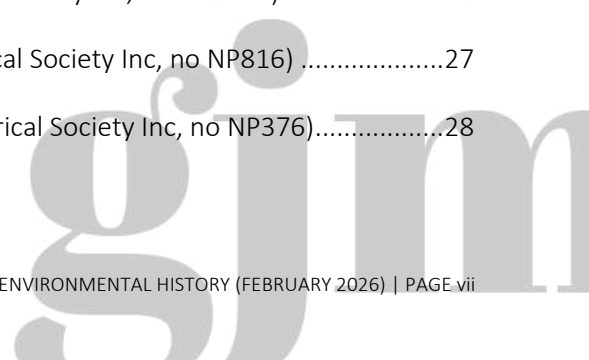 cal Society Inc, no NP816) ....................27
rical Society Inc, no NP376)..................28
ENVIRONMENTAL HISTORY (FEBRUARY 2026) | PAGE vii
gjm